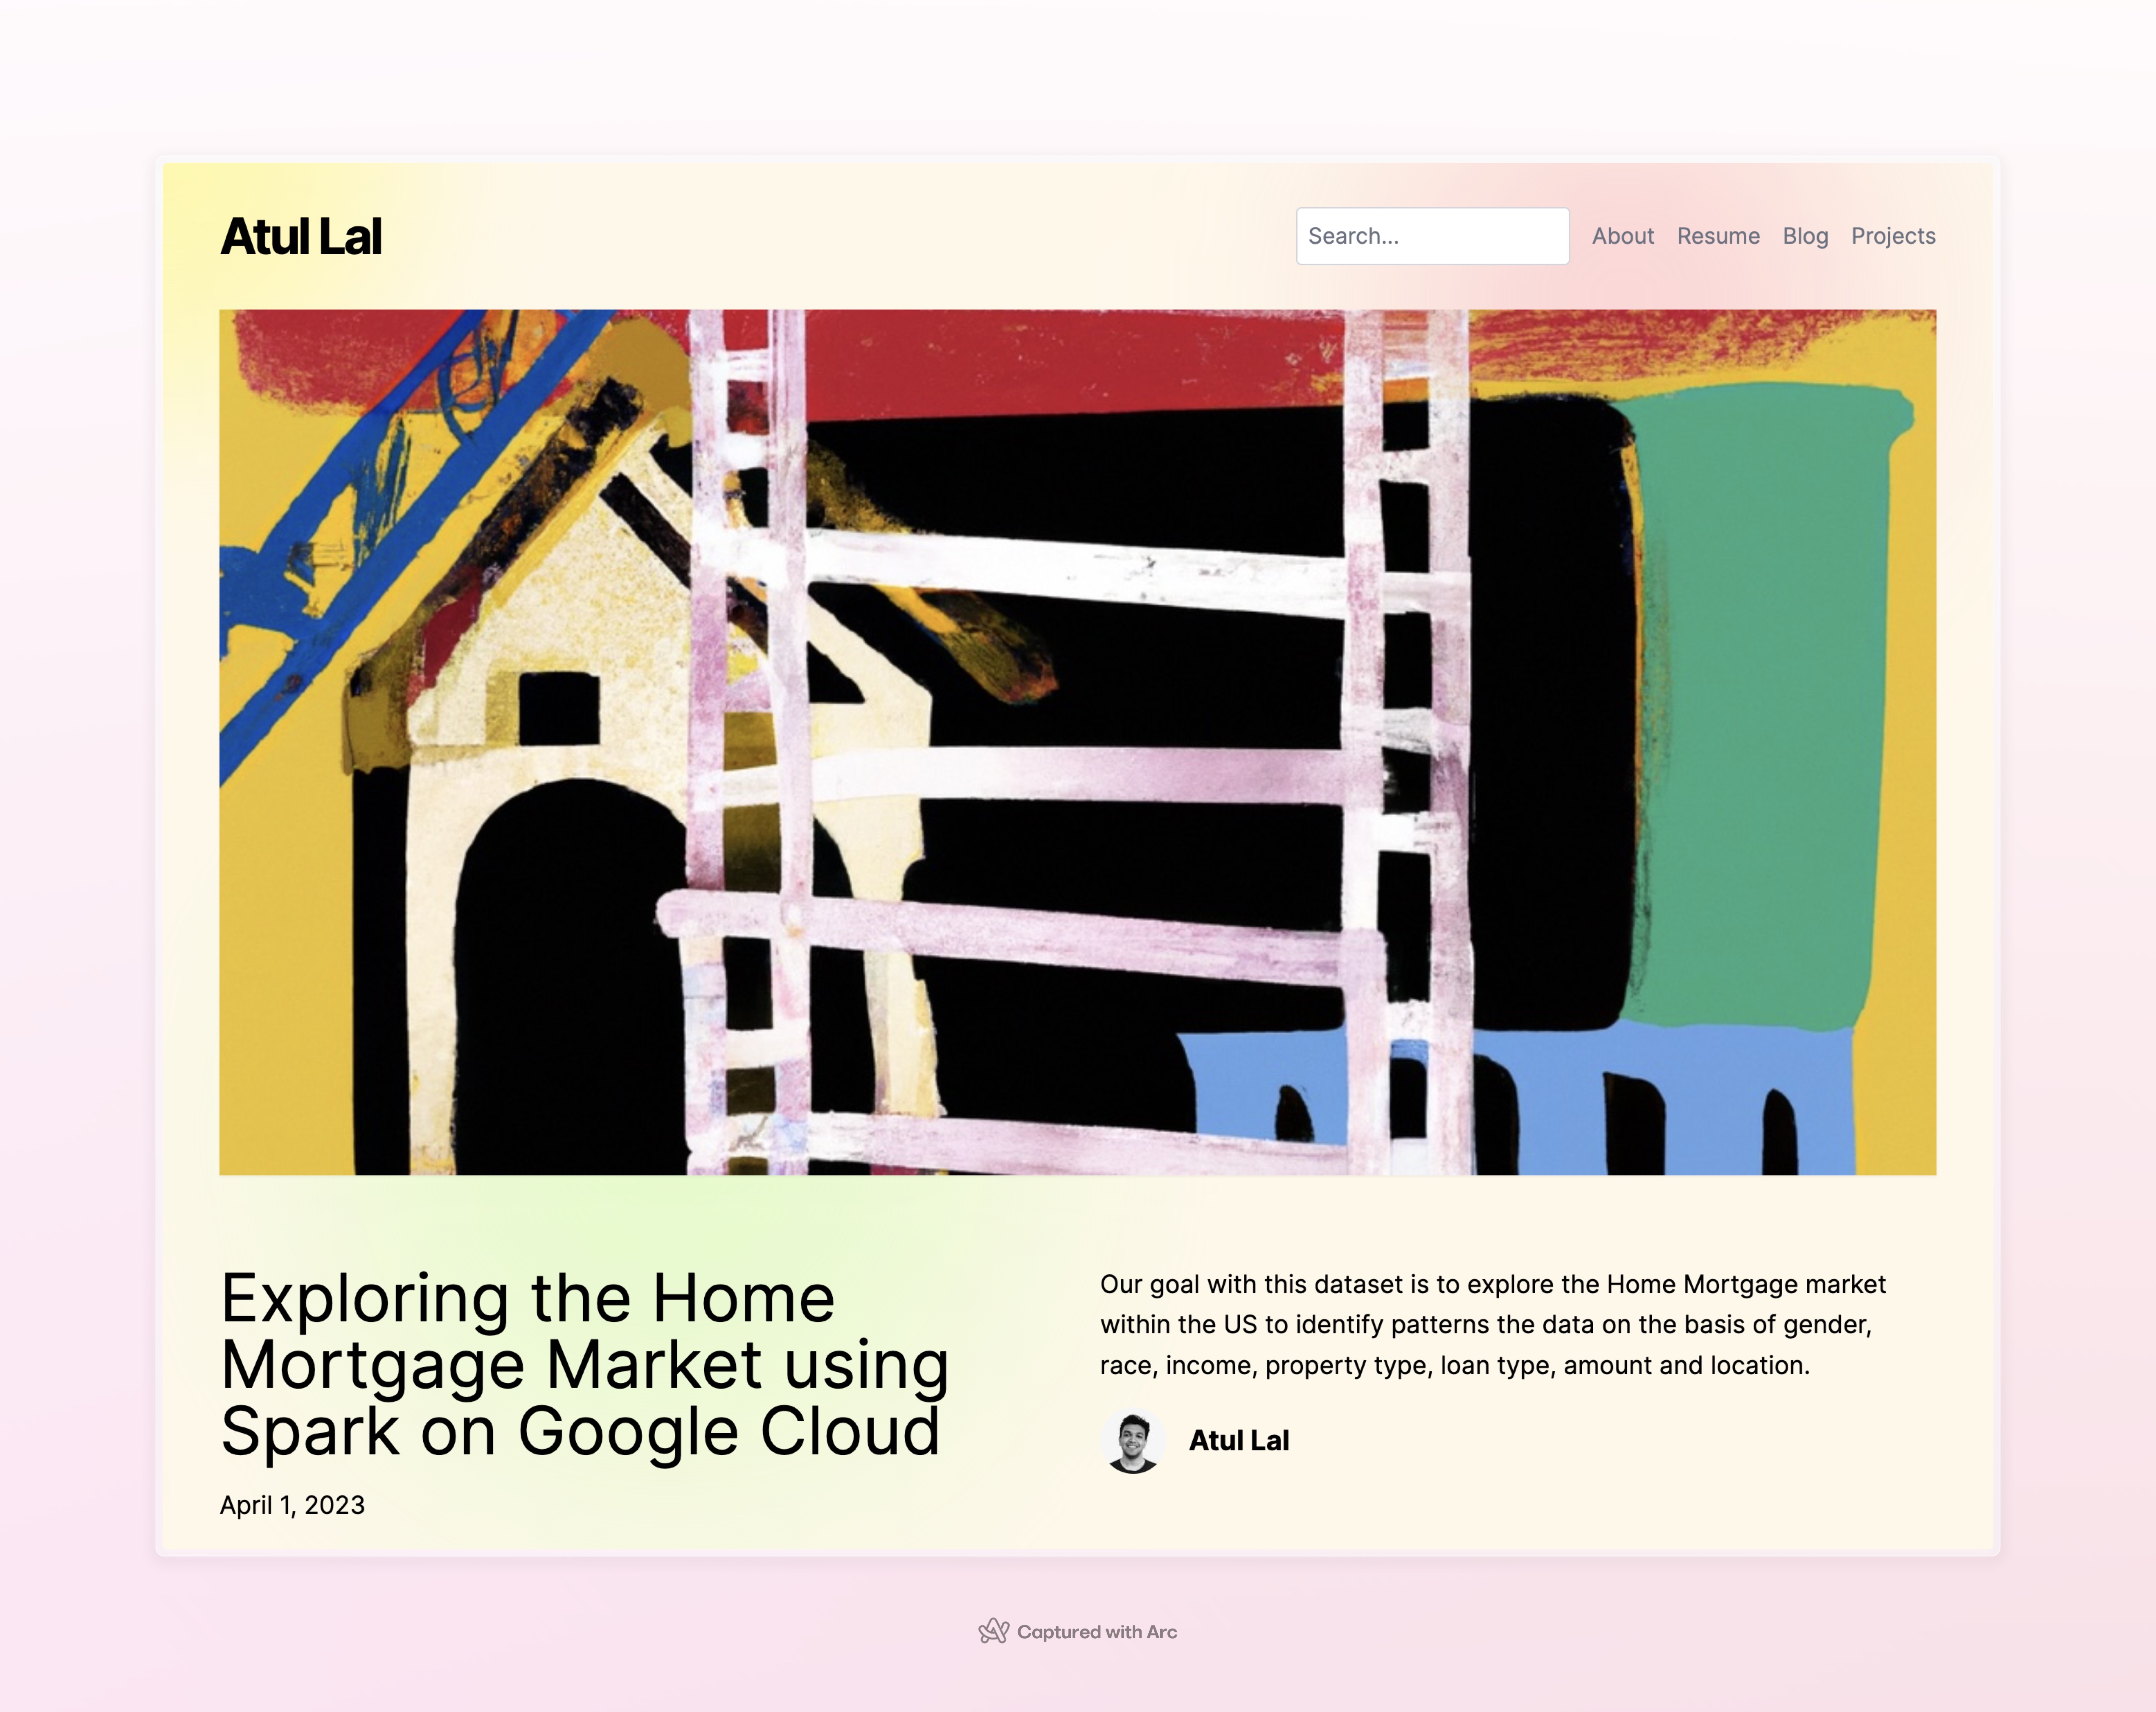 Atul Lal
Search...
About Resume Blog Projects
Exploring the Home
Mortgage Market using
Spark on Google Cloud
April 1, 2023
Our goal with this dataset is to explore the Home Mortgage market
within the US to identify patterns the data on the basis of gender,
race, income, property type, loan type, amount and location.
Atul Lal
Captured with Arc